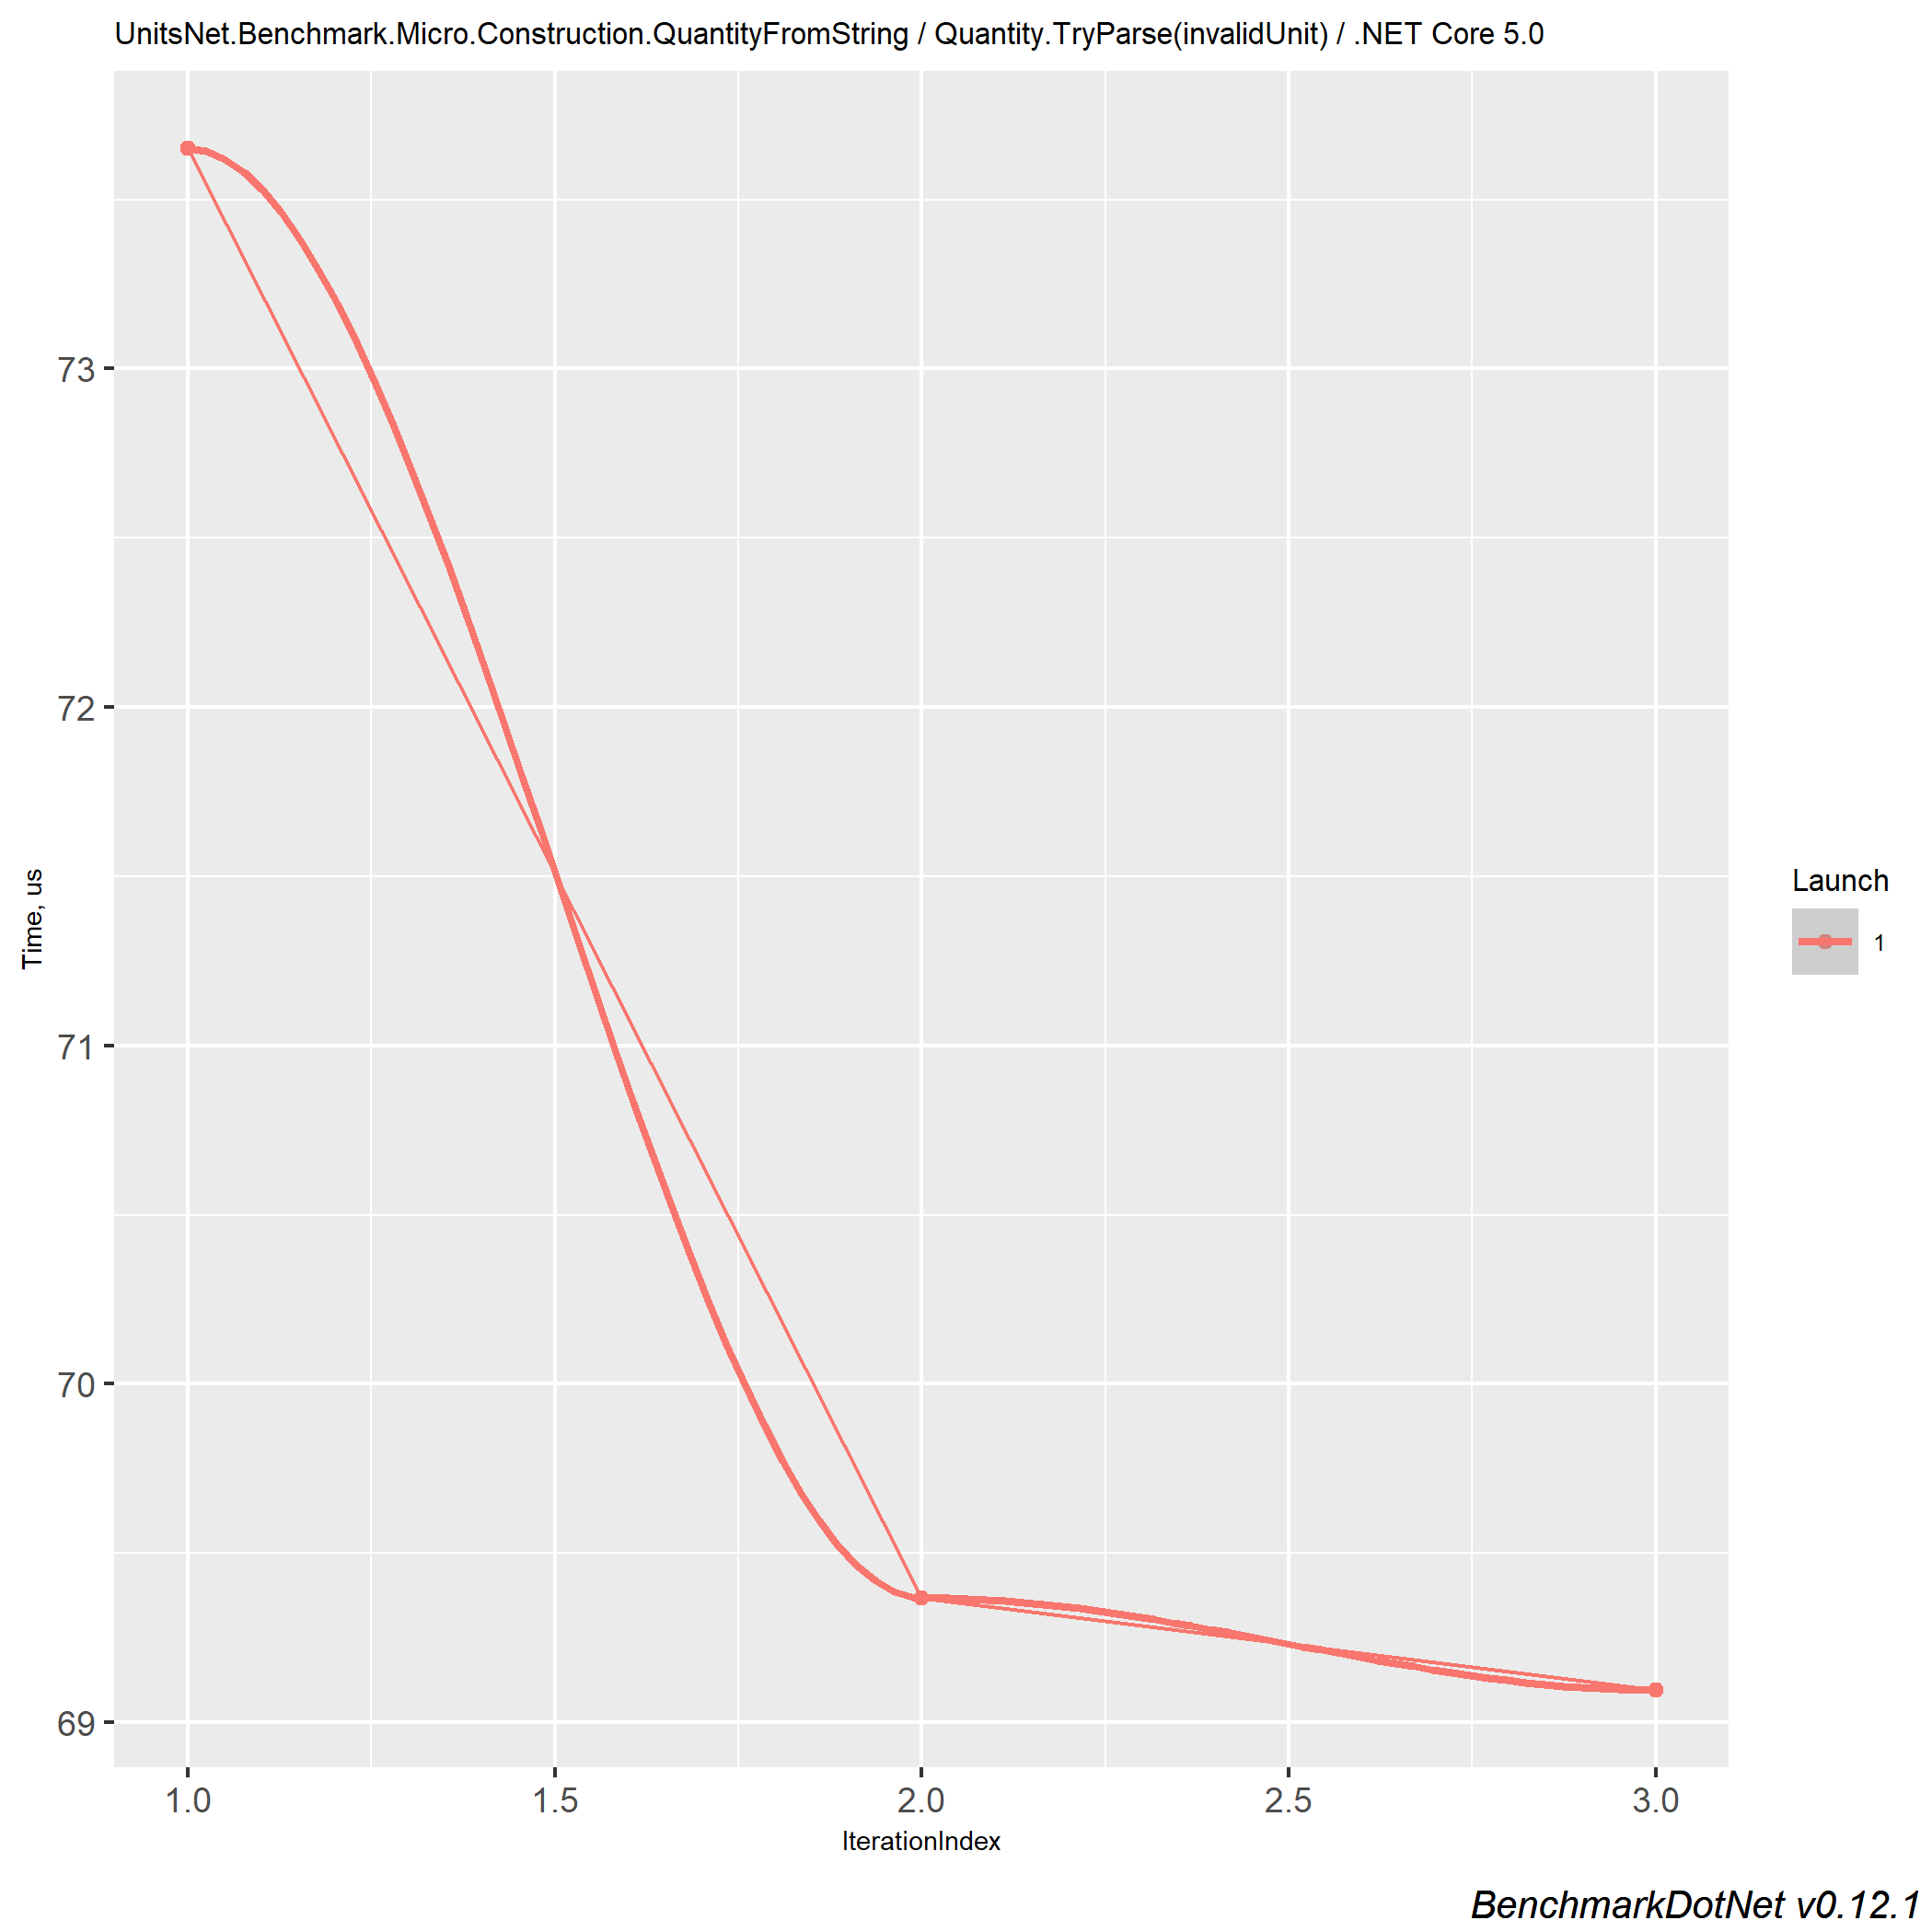 UnitsNet.Benchmark.Micro.Construction.QuantityFromString / Quantity.TryParse(invalidUnit) / .NET Core 5.0
73
72
71
70
69
Time, us
1.0 1.5 2.0 2.5 3.0
IterationIndex
Launch
1
BenchmarkDotNet v0.12.1